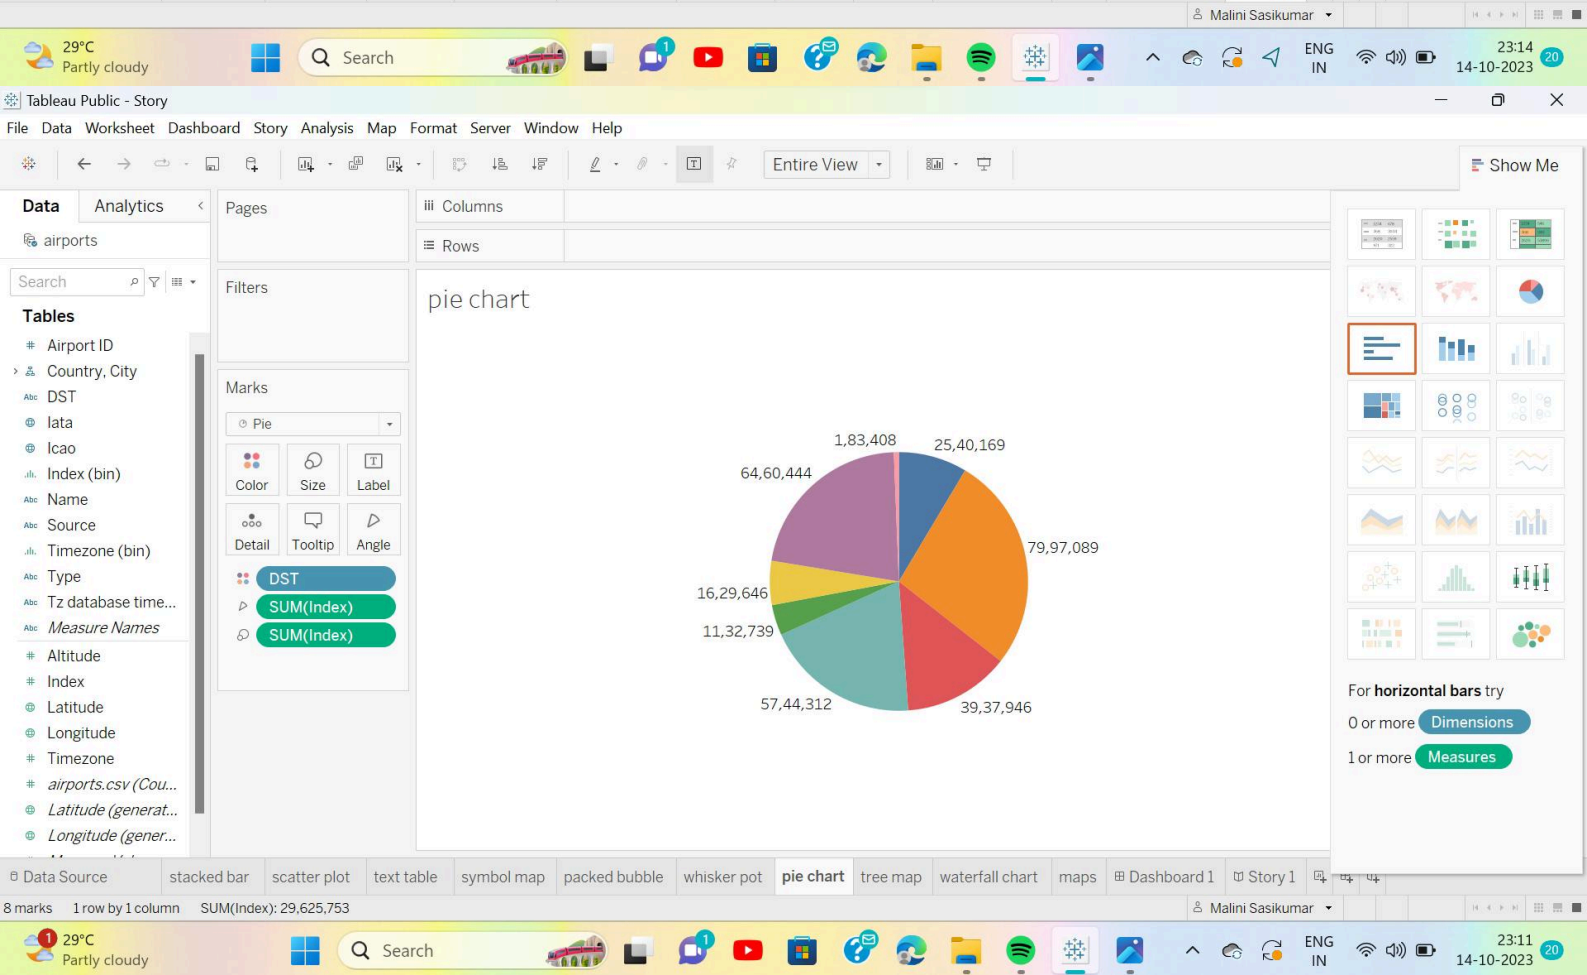 Malini Sasikumar
29°C
Partly cloudy
Search
1
ENG
IN
23:14
14-10-2023
20
Tableau Public - Story
File Data Worksheet Dashboard Story Analysis Map Format Server Window Help
Entire View
Show Me
Data Analytics
airports
Search
Tables
Airport ID
Country, City
Abc DST
Iata
Icao
Index (bin)
Abc Name
Abc Source
Timezone (bin)
Abc Type
Abc Tz database time...
Abc Measure Names
Altitude
Index
Latitude
Longitude
Timezone
airports.csv (Cou...
Latitude (generat...
Longitude (gener...
Pages
Filters
Marks
Pie
Color Size Label
Detail Tooltip Angle
DST
SUM(Index)
SUM(Index)
Columns
Rows
pie chart
1,83,408
25,40,169
64,60,444
79,97,089
16,29,646
11,32,739
57,44,312
39,37,946
For horizontal bars try
0 or more Dimensions
1 or more Measures
Data Source stacked bar scatter plot text table symbol map packed bubble whisker pot pie chart tree map waterfall chart maps Dashboard 1 Story 1
8 marks 1 row by 1 column SUM(Index): 29,625,753
Malini Sasikumar
1
29°C
Partly cloudy
Search
1
ENG
IN
23:11
14-10-2023
20